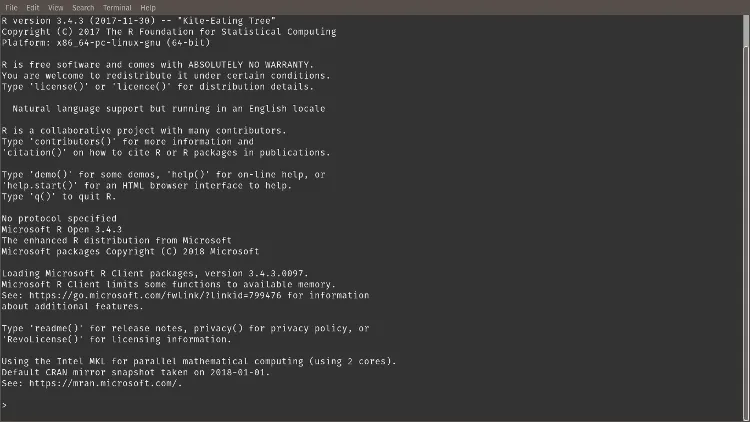 File Edit View Search Terminal Help
R version 3.4.3 (2017-11-30) -- "Kite-Eating Tree"
Copyright (C) 2017 The R Foundation for Statistical Computing
Platform: x86_64-pc-linux-gnu (64-bit)
R is free software and comes with ABSOLUTELY NO WARRANTY.
You are welcome to redistribute it under certain conditions.
Type 'license()' or 'licence()' for distribution details.
Natural language support but running in an English locale
R is a collaborative project with many contributors.
Type 'contributors()' for more information and
'citation()' on how to cite R or R packages in publications.
Type 'demo()' for some demos, 'help()' for on-line help, or
'help.start()' for an HTML browser interface to help.
Type 'q()' to quit R.
No protocol specified
Microsoft R Open 3.4.3
The enhanced R distribution from Microsoft
Microsoft packages Copyright (C) 2018 Microsoft
Loading Microsoft R Client packages, version 3.4.3.0097.
Microsoft R Client limits some functions to available memory.
See: https://go.microsoft.com/fwlink/?linkid=799476 for information
about additional features.
Type 'readme()' for release notes, privacy() for privacy policy, or
'RevoLicense()' for licensing information.
Using the Intel MKL for parallel mathematical computing (using 2 cores).
Default CRAN mirror snapshot taken on 2018-01-01.
See: https://mran.microsoft.com/.
>